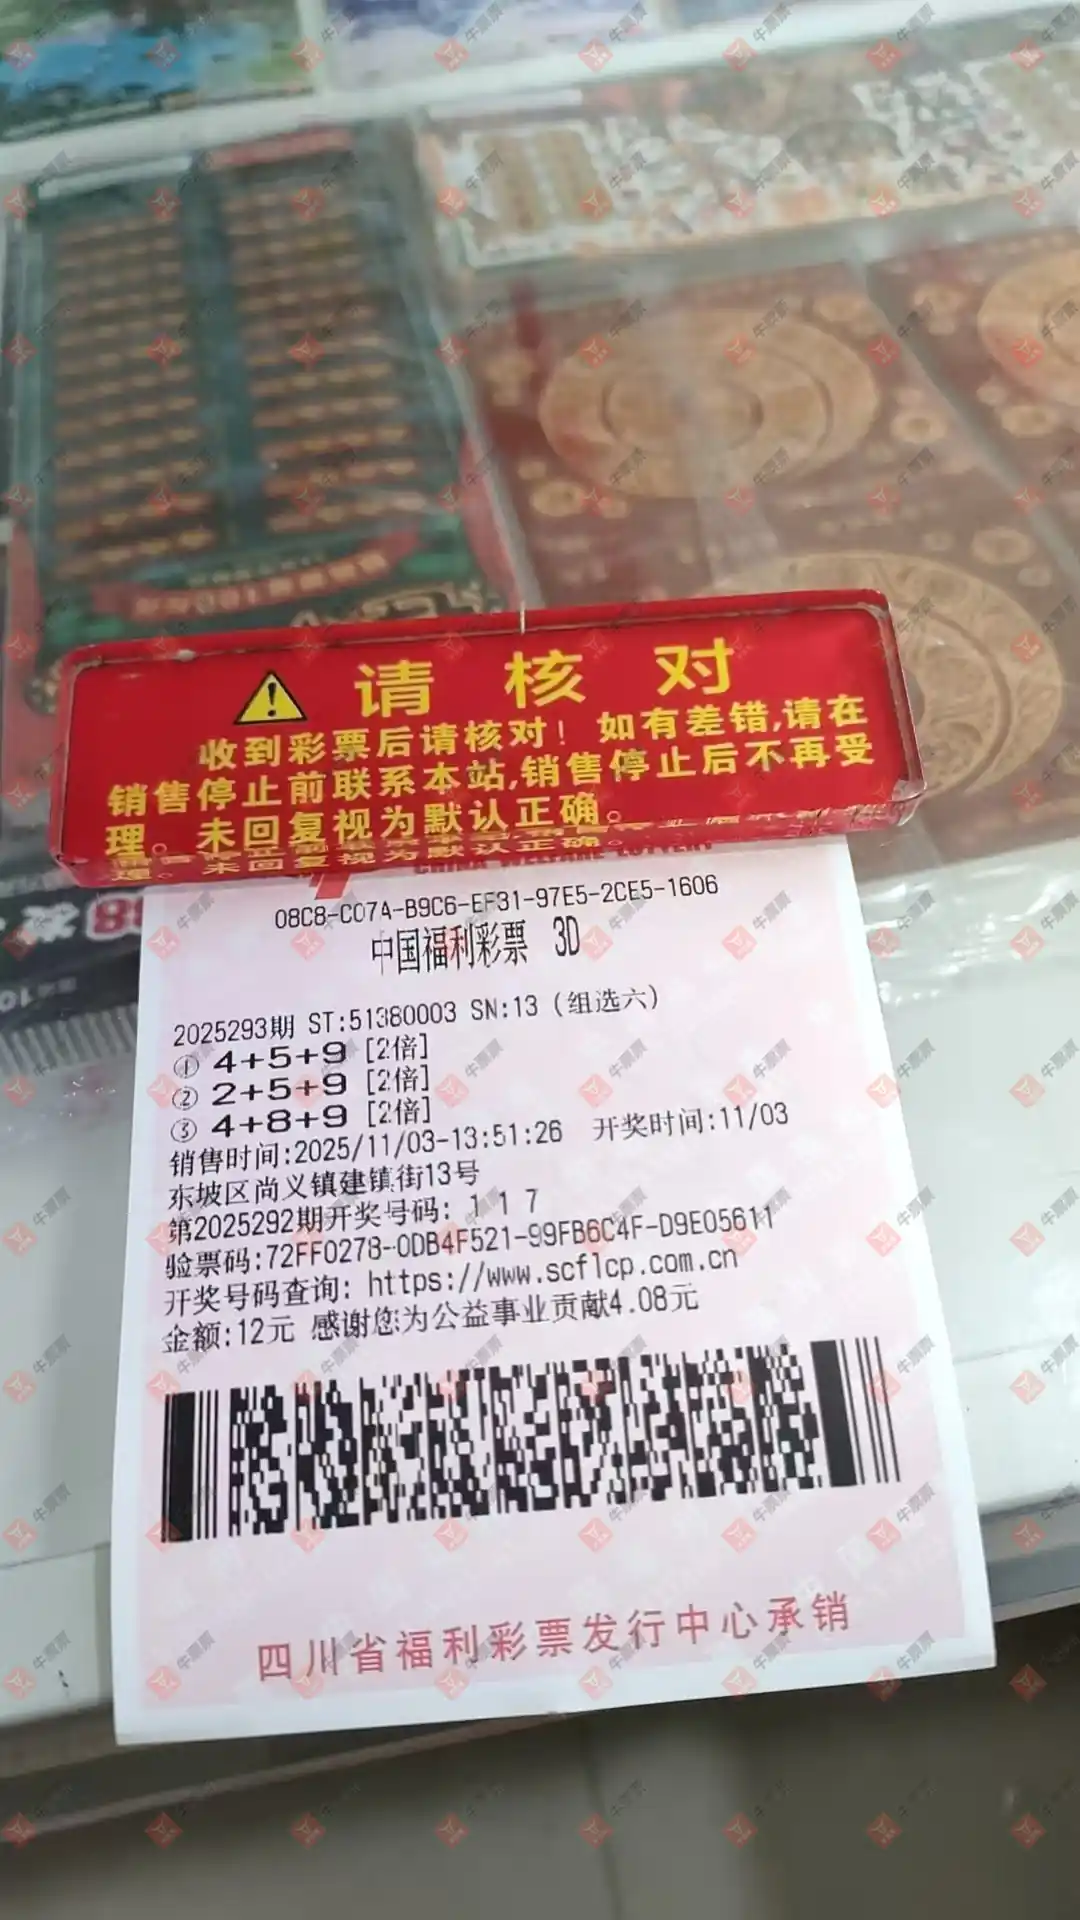 请核对
收到彩票后请核对！如有差错,请在
销售停止前联系本站,销售停止后不再受
理。未回复视为默认正确。
08C8-C07A-B9C6-EF31-97E5-2CE5-1606
中国福利彩票 3D
2025293期 ST:51380003 SN:13 (组选六)
① 4+5+9 [2倍]
② 2+5+9 [2倍]
③ 4+8+9 [2倍]
销售时间:2025/11/03-13:51:26 开奖时间:11/03
东坡区尚义镇建镇街13号
第2025292期开奖号码: 1 1 7
验票码:72FF0278-0DB4F521-99FB6C4F-D9E05611
开奖号码查询: https://www.scflcp.com.cn
金额:12元 感谢您为公益事业贡献4.08元
四川省福利彩票发行中心承销
牛票票